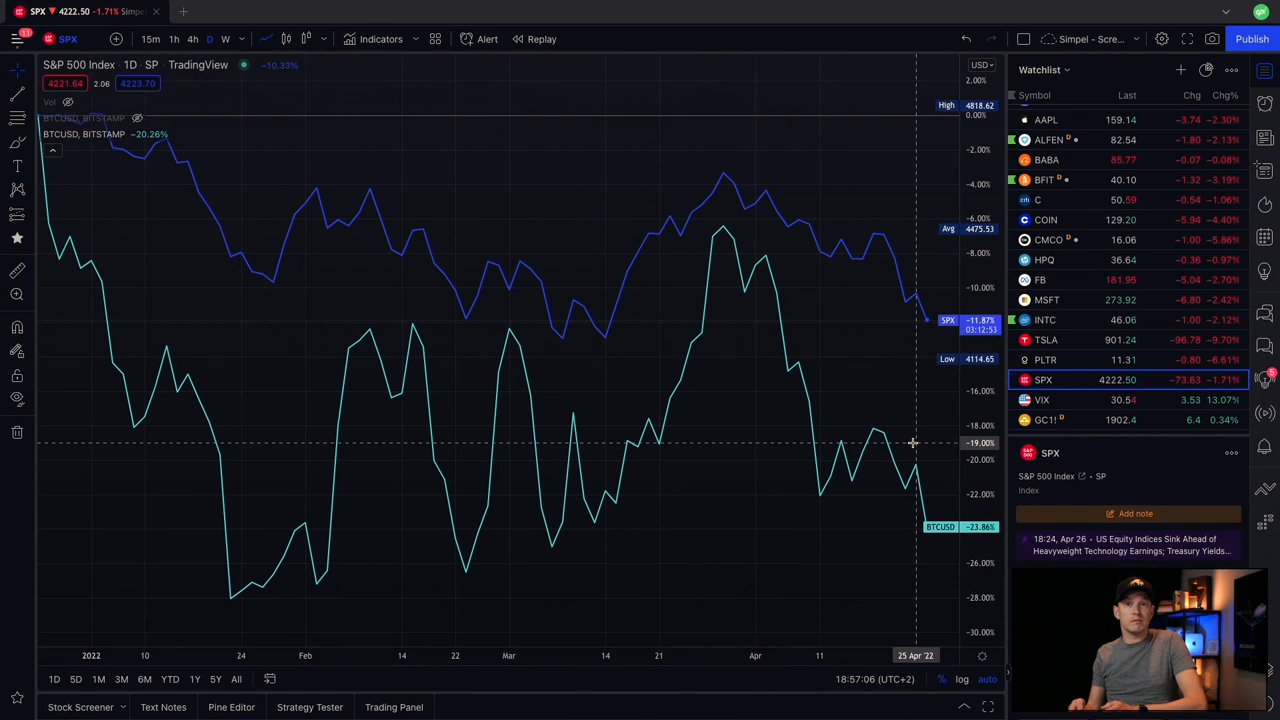 SPX ▼ 4222.50 −1.71% Simpel
11 SPX 15m 1h 4h D W Indicators Alert Replay Simpel - Scre... Publish
S&P 500 Index · 1D · SP · TradingView −10.33%
4221.64 2.06 4223.70
Vol
BTCUSD, BITSTAMP
BTCUSD, BITSTAMP −20.26%
USD
2.00%
High 4818.62
0.00%
−2.00%
−4.00%
−6.00%
Avg 4475.53
−8.00%
−10.00%
SPX −11.87%
03:12:53
Low 4114.65
−16.00%
−18.00%
−19.00%
−20.00%
−22.00%
BTCUSD −23.86%
−26.00%
−28.00%
−30.00%
2022 10 24 Feb 14 22 Mar 14 21 Apr 11 25 Apr '22
1D 5D 1M 3M 6M YTD 1Y 5Y All 18:57:06 (UTC+2) % log auto
Stock Screener Text Notes Pine Editor Strategy Tester Trading Panel
Watchlist
Symbol Last Chg Chg%
AAPL 159.14 −3.74 −2.30%
ALFEN D 82.54 −1.80 −2.13%
BABA 85.77 −0.07 −0.08%
BFIT D 40.10 −1.32 −3.19%
C 50.59 −0.54 −1.06%
COIN 129.20 −5.94 −4.40%
CMCO D 16.06 −1.00 −5.86%
HPQ 36.64 −0.36 −0.97%
FB 181.95 −5.04 −2.70%
MSFT 273.92 −6.80 −2.42%
INTC 46.06 −1.00 −2.12%
TSLA 901.24 −96.78 −9.70%
PLTR 11.31 −0.80 −6.61%
SPX 4222.50 −73.63 −1.71%
VIX 30.54 3.53 13.07%
GC1! D 1902.4 6.4 0.34%
5
SPX
S&P 500 Index · SP
Index
Add note
18:24, Apr 26 • US Equity Indices Sink Ahead of
Heavyweight Technology Earnings; Treasury Yields...